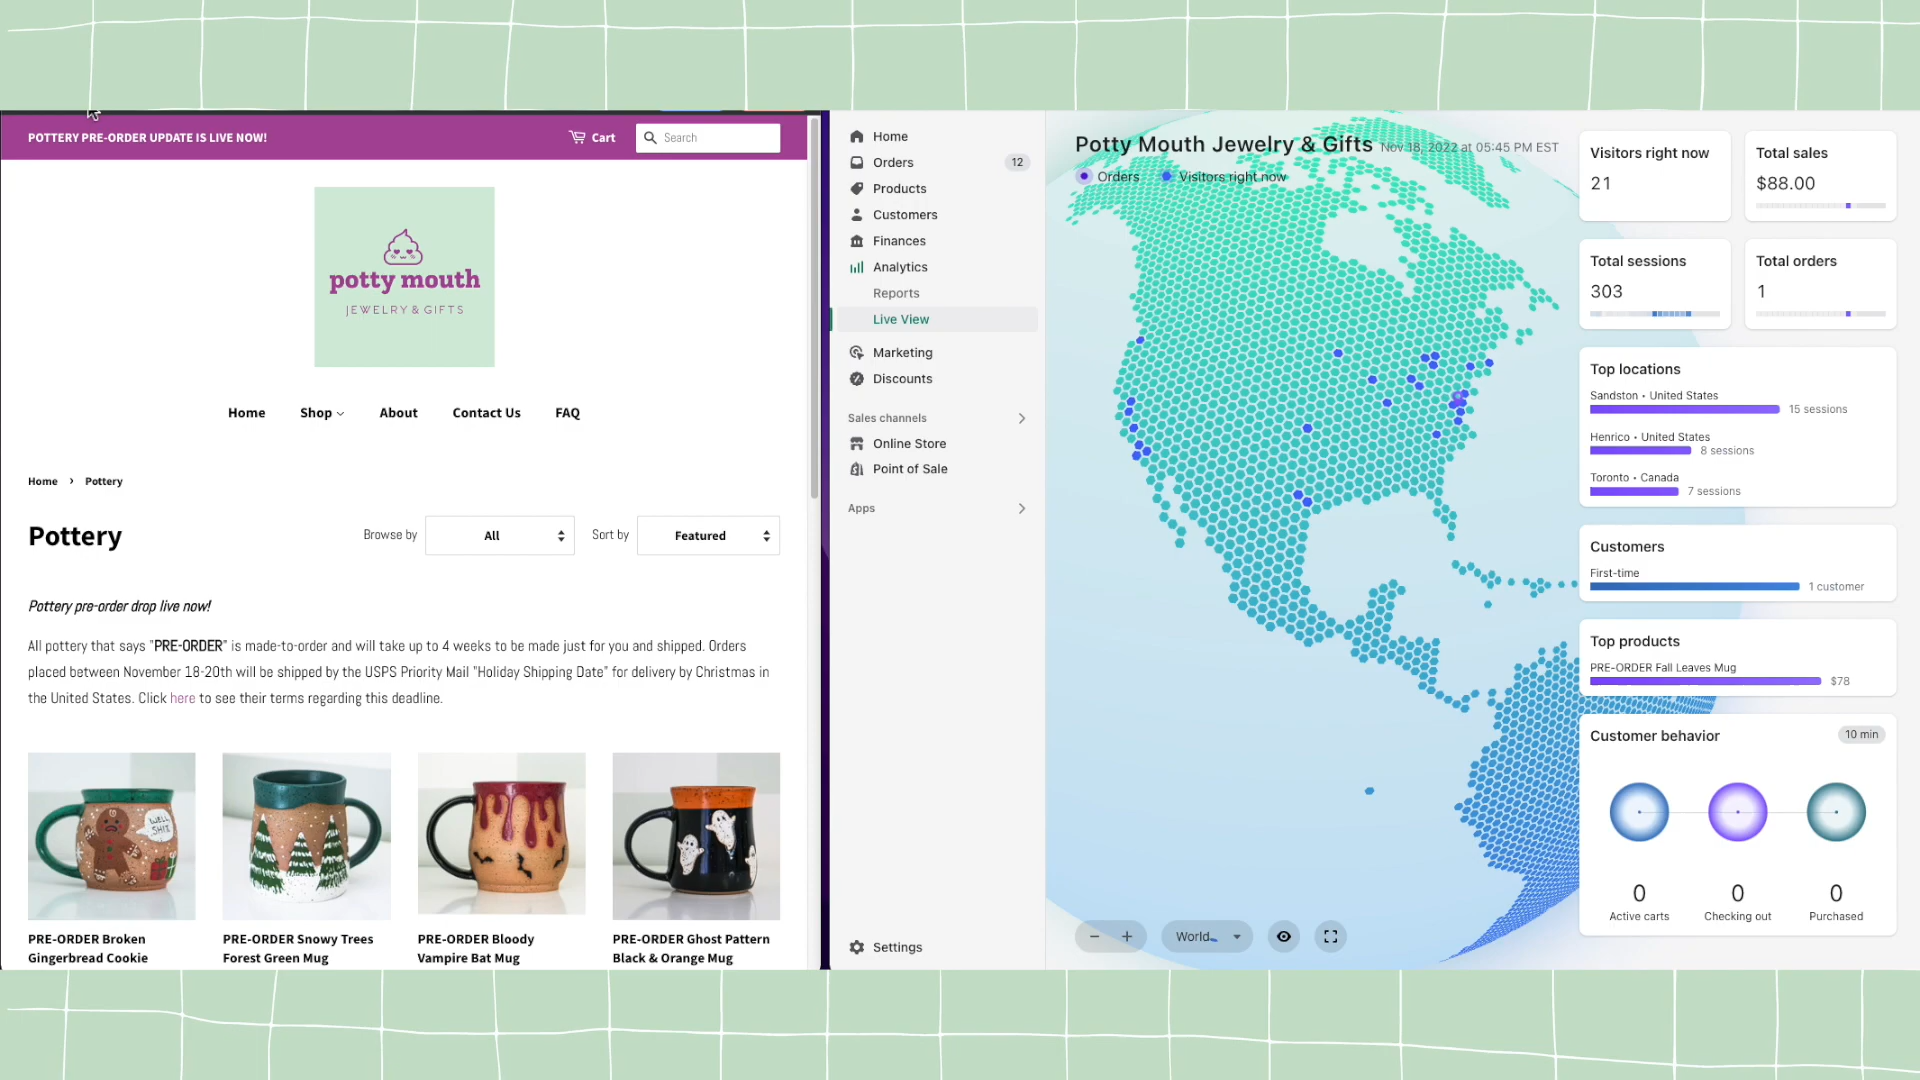 POTTERY PRE-ORDER UPDATE IS LIVE NOW!
Cart
Search
potty mouth
JEWELRY & GIFTS
Home
Shop
About
Contact Us
FAQ
Home › Pottery
Pottery
Browse by
All
Sort by
Featured
Pottery pre-order drop live now!
All pottery that says "PRE-ORDER" is made-to-order and will take up to 4 weeks to be made just for you and shipped. Orders
placed between November 18-20th will be shipped by the USPS Priority Mail "Holiday Shipping Date" for delivery by Christmas in
the United States. Click here to see their terms regarding this deadline.
WELL,
SHIT
PRE-ORDER Broken
Gingerbread Cookie
PRE-ORDER Snowy Trees
Forest Green Mug
PRE-ORDER Bloody
Vampire Bat Mug
PRE-ORDER Ghost Pattern
Black & Orange Mug
Home
Orders
12
Products
Customers
Finances
Analytics
Reports
Live View
Marketing
Discounts
Sales channels
Online Store
Point of Sale
Apps
Settings
Potty Mouth Jewelry & Gifts Nov 18, 2022 at 05:45 PM EST
Orders
Visitors right now
World
Visitors right now
21
Total sales
$88.00
Total sessions
303
Total orders
1
Top locations
Sandston • United States
15 sessions
Henrico • United States
8 sessions
Toronto • Canada
7 sessions
Customers
First-time
1 customer
Top products
PRE-ORDER Fall Leaves Mug
$78
Customer behavior
10 min
0
Active carts
0
Checking out
0
Purchased